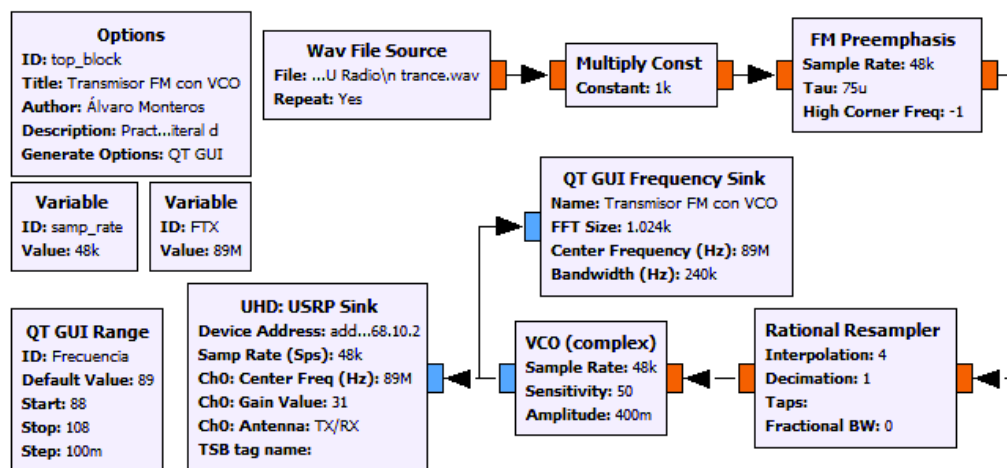 Options
ID: top_block
Title: Transmisor FM con VCO
Author: Álvaro Monteros
Description: Pract...iteral d
Generate Options: QT GUI
Wav File Source
File: ...U Radio\n trance.wav
Repeat: Yes
Multiply Const
Constant: 1k
FM Preemphasis
Sample Rate: 48k
Tau: 75u
High Corner Freq: -1
Variable
ID: samp_rate
Value: 48k
Variable
ID: FTX
Value: 89M
QT GUI Frequency Sink
Name: Transmisor FM con VCO
FFT Size: 1.024k
Center Frequency (Hz): 89M
Bandwidth (Hz): 240k
QT GUI Range
ID: Frecuencia
Default Value: 89
Start: 88
Stop: 108
Step: 100m
UHD: USRP Sink
Device Address: add...68.10.2
Samp Rate (Sps): 48k
Ch0: Center Freq (Hz): 89M
Ch0: Gain Value: 31
Ch0: Antenna: TX/RX
TSB tag name:
VCO (complex)
Sample Rate: 48k
Sensitivity: 50
Amplitude: 400m
Rational Resampler
Interpolation: 4
Decimation: 1
Taps:
Fractional BW: 0